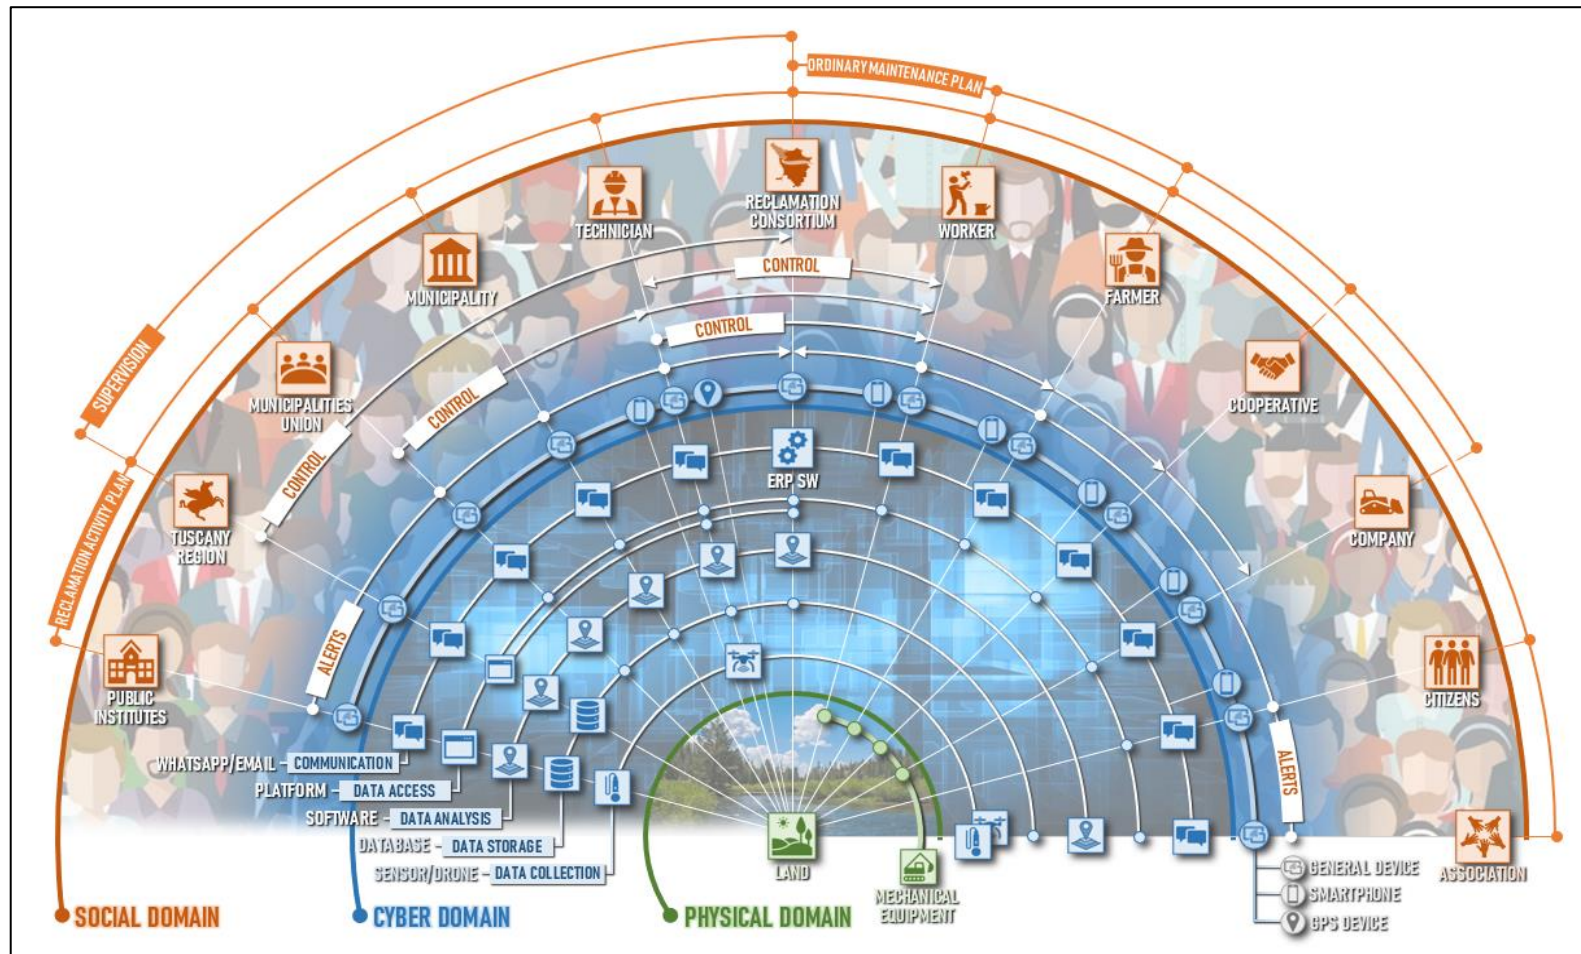 ORDINARY MAINTENANCE PLAN
SUPERVISION
RECLAMATION ACTIVITY PLAN
PUBLIC
INSTITUTES
TUSCANY
REGION
MUNICIPALITIES
UNION
MUNICIPALITY
TECHNICIAN
RECLAMATION
CONSORTIUM
WORKER
FARMER
COOPERATIVE
COMPANY
CITIZENS
ASSOCIATION
CONTROL
CONTROL
CONTROL
CONTROL
ALERTS
ALERTS
ERP SW
WHATSAPP/EMAIL – COMMUNICATION
PLATFORM – DATA ACCESS
SOFTWARE – DATA ANALYSIS
DATABASE – DATA STORAGE
SENSOR/DRONE – DATA COLLECTION
LAND
MECHANICAL
EQUIPMENT
GENERAL DEVICE
SMARTPHONE
GPS DEVICE
SOCIAL DOMAIN
CYBER DOMAIN
PHYSICAL DOMAIN